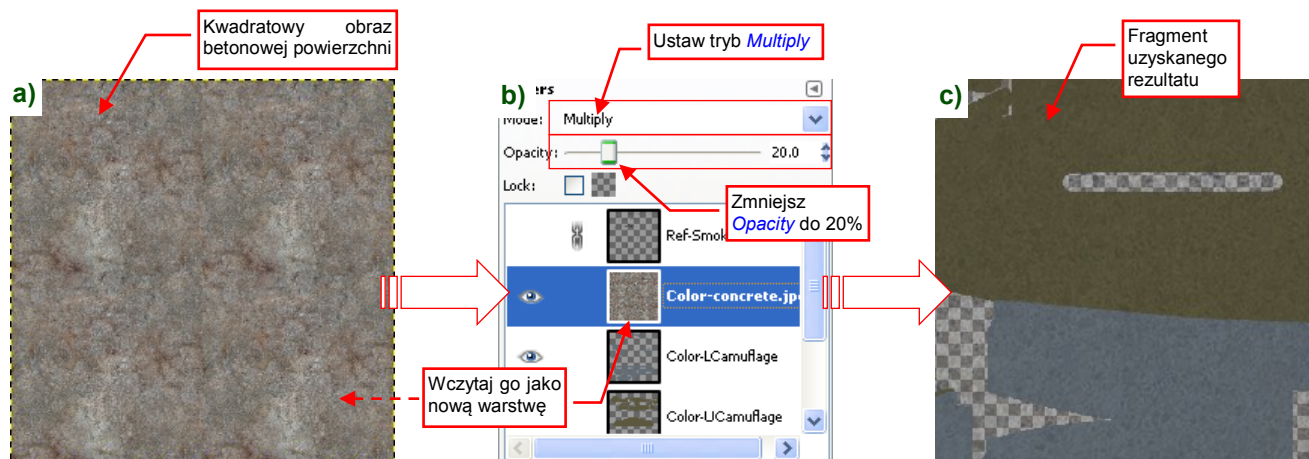 Kwadratowy obraz
betonowej powierzchni
a)
Ustaw tryb Multiply
b)
ers
Mode: Multiply
Opacity: 20.0
Lock:
Zmniejsz
Opacity do 20%
Ref-Smok
Color-concrete.jp
Color-LCamuflage
Color-UCamuflage
Wczytaj go jako
nową warstwę
Fragment
uzyskanego
rezultatu
c)